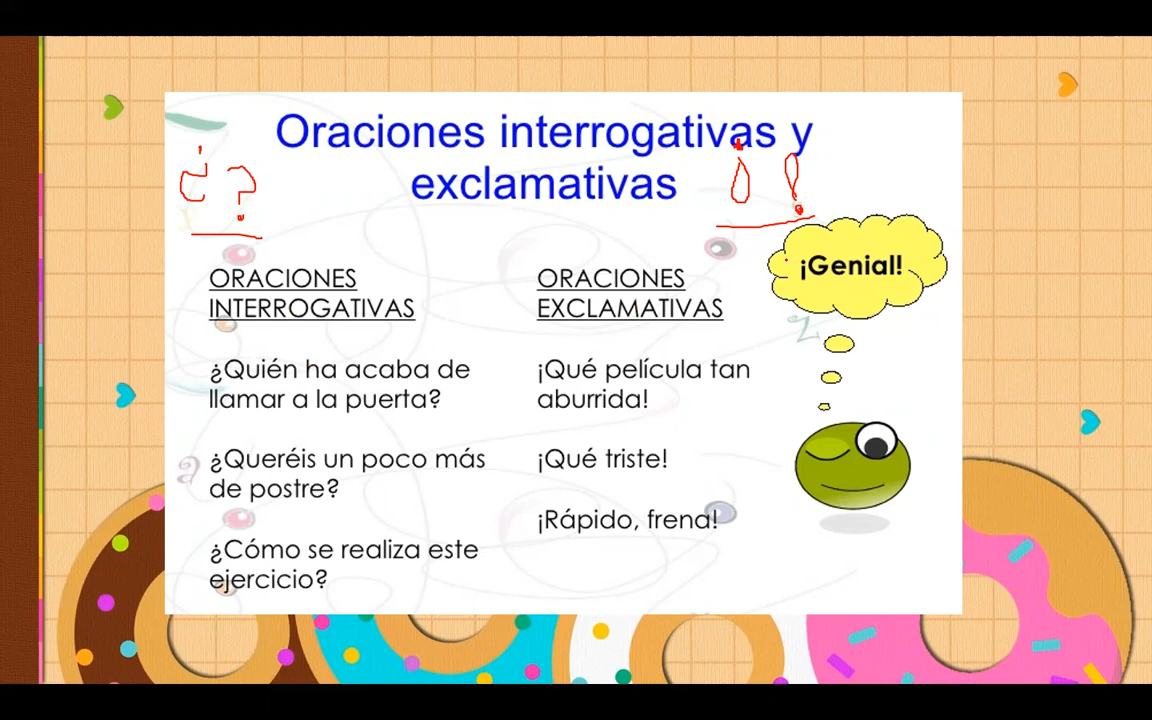 Oraciones interrogativas y
exclamativas
¿ ?
¡ !
¡Genial!
ORACIONES
INTERROGATIVAS
¿Quién ha acaba de
llamar a la puerta?
¿Queréis un poco más
de postre?
¿Cómo se realiza este
ejercicio?
ORACIONES
EXCLAMATIVAS
¡Qué película tan
aburrida!
¡Qué triste!
¡Rápido, frena!